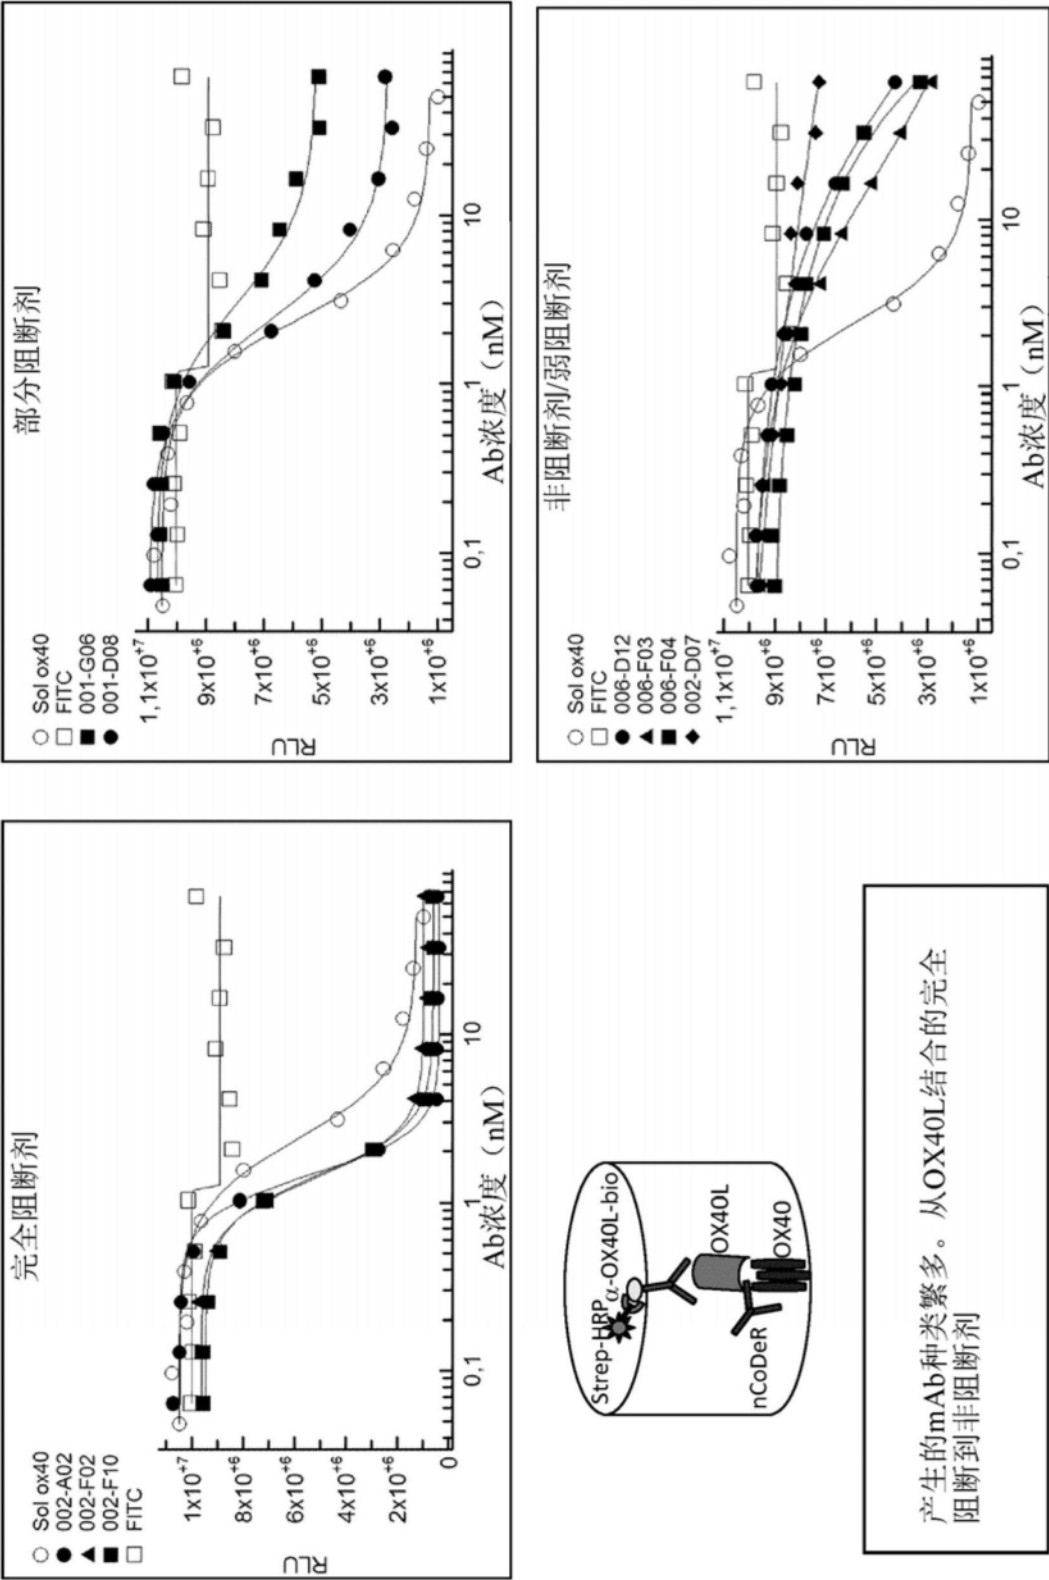 完全阻断剂
Sol ox40
002-A02
002-F02
002-F10
FITC
RLU
1x10⁺⁷
8x10⁺⁶
6x10⁺⁶
4x10⁺⁶
2x10⁺⁶
0
0,1
1
10
Ab浓度（nM）
部分阻断剂
Sol ox40
FITC
001-G06
001-D08
RLU
1,1x10⁺⁷
9x10⁺⁶
7x10⁺⁶
5x10⁺⁶
3x10⁺⁶
1x10⁺⁶
0,1
1
10
Ab浓度（nM）
Strep-HRP
α-OX40L-bio
nCoDeR
OX40L
OX40
非阻断剂/弱阻断剂
Sol ox40
FITC
006-D12
006-F03
006-F04
002-D07
RLU
1,1x10⁺⁷
9x10⁺⁶
7x10⁺⁶
5x10⁺⁶
3x10⁺⁶
1x10⁺⁶
0,1
1
10
Ab浓度（nM）
产生的mAb种类繁多。从OX40L结合的完全
阻断到非阻断剂